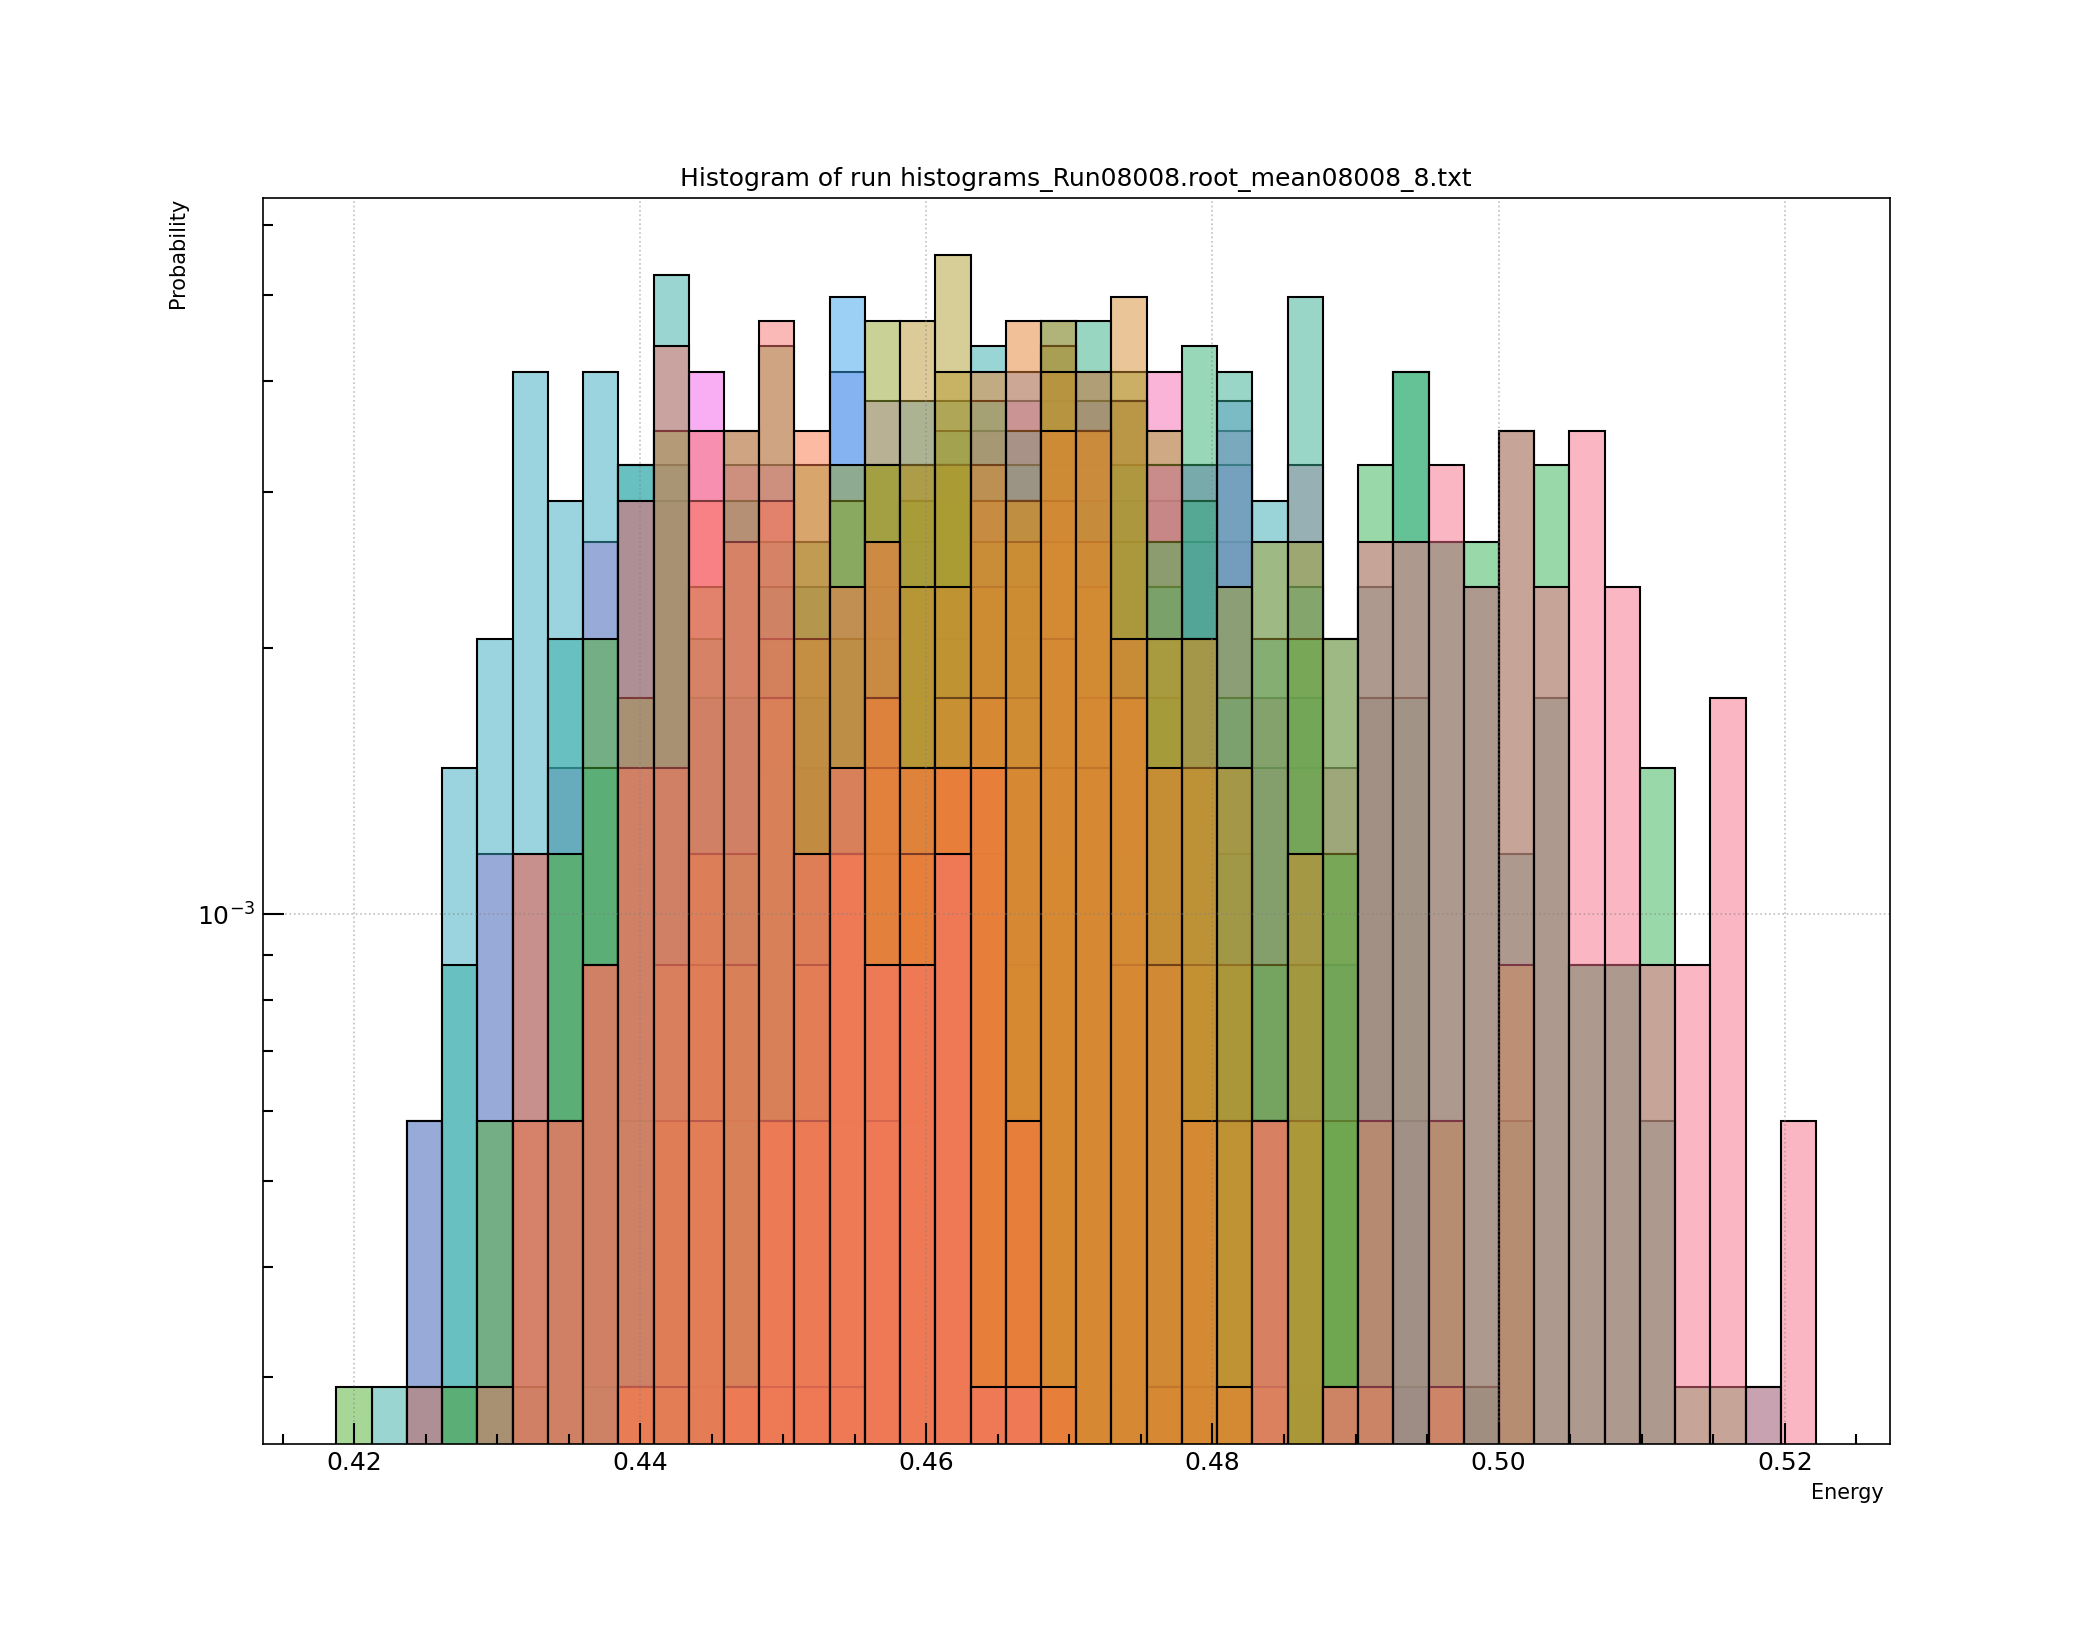 Histogram of run histograms_Run08008.root_mean08008_8.txt
Probability
10⁻³
0.42 0.44 0.46 0.48 0.50 0.52
Energy